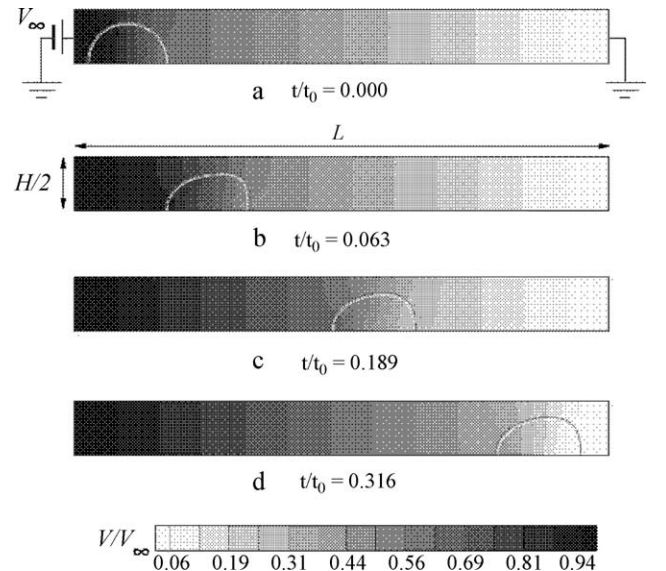 V∞
a t/t0 = 0.000
L
H/2
b t/t0 = 0.063
c t/t0 = 0.189
d t/t0 = 0.316
V/V∞
0.06 0.19 0.31 0.44 0.56 0.69 0.81 0.94